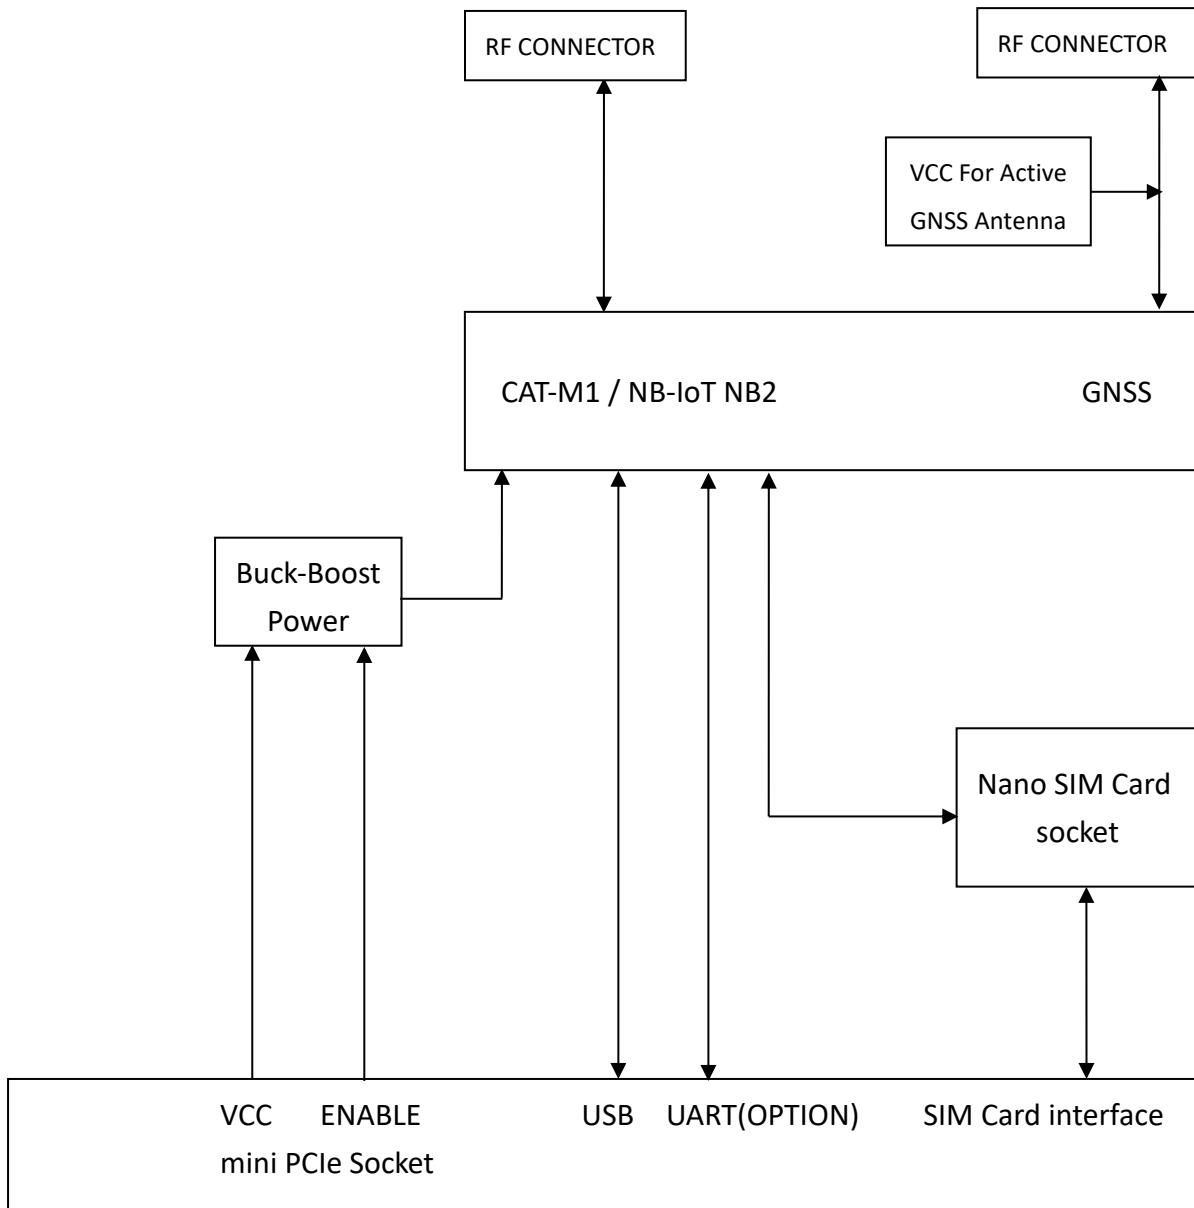 RF CONNECTOR
RF CONNECTOR
VCC For Active
GNSS Antenna
CAT-M1 / NB-IoT NB2
GNSS
Buck-Boost
Power
Nano SIM Card
socket
VCC ENABLE USB UART(OPTION) SIM Card interface
mini PCIe Socket